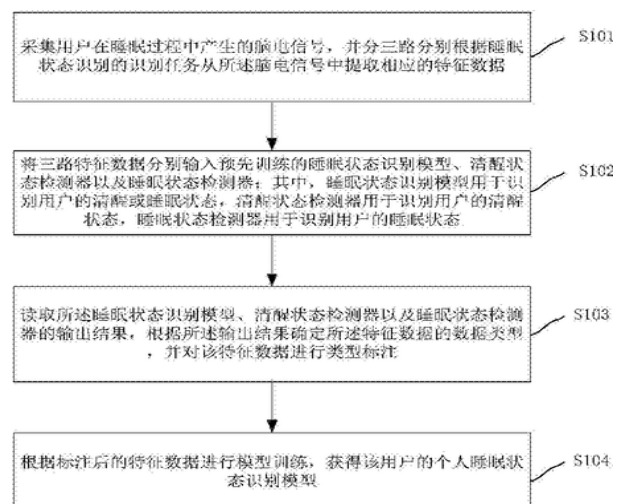 采集用户在睡眠过程中产生的脑电信号，并分三路分别根据睡眠
状态识别的识别任务从所述脑电信号中提取相应的特征数据
S101
将三路特征数据分别输入预先训练的睡眠状态识别模型、清醒状
态检测器以及睡眠状态检测器；其中，睡眠状态识别模型用于识
别用户的清醒或睡眠状态，清醒状态检测器用于识别用户的清醒
状态，睡眠状态检测器用于识别用户的睡眠状态
S102
读取所述睡眠状态识别模型、清醒状态检测器以及睡眠状态检测
器的输出结果，根据所述输出结果确定所述特征数据的数据类型
，并对该特征数据进行类型标注
S103
根据标注后的特征数据进行模型训练，获得该用户的个人睡眠状
态识别模型
S104